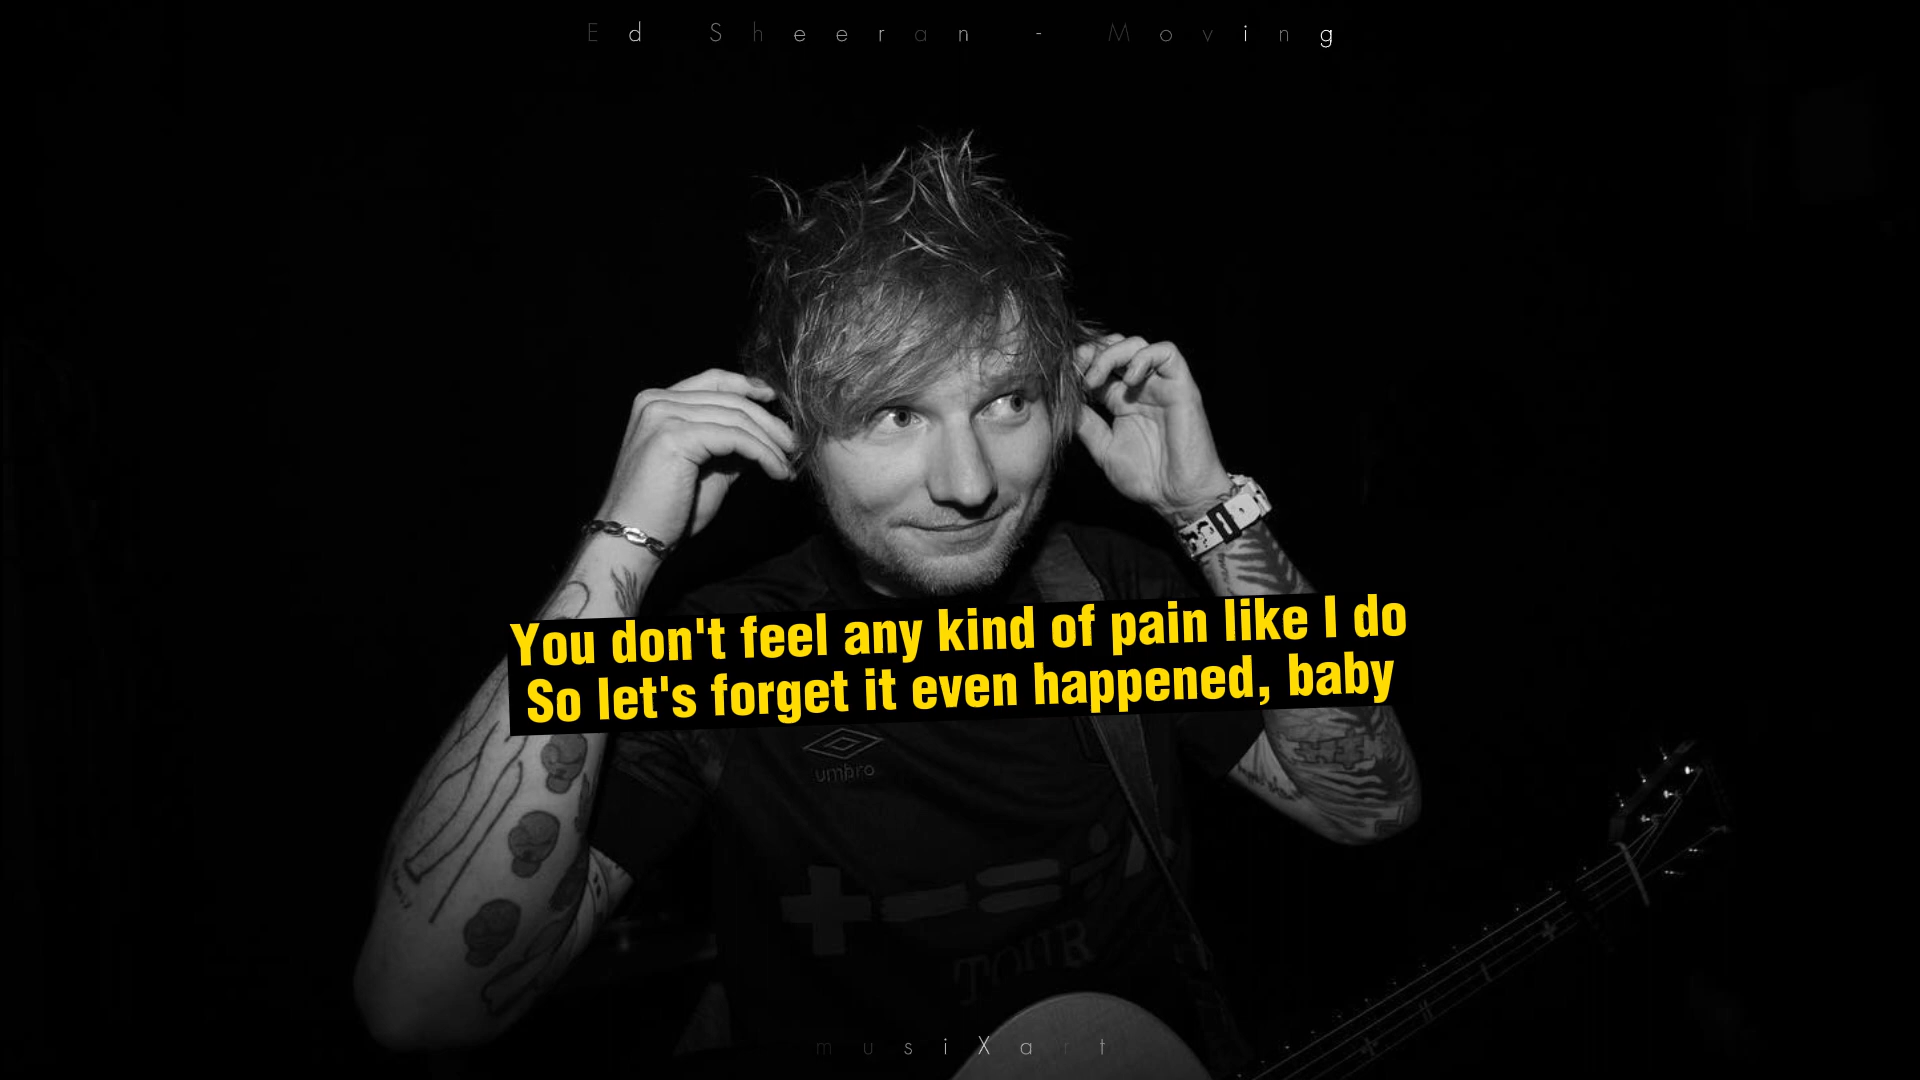 Ed Sheeran - Moving
You don't feel any kind of pain like I do
So let's forget it even happened, baby
umbro
TOUR
musiXart